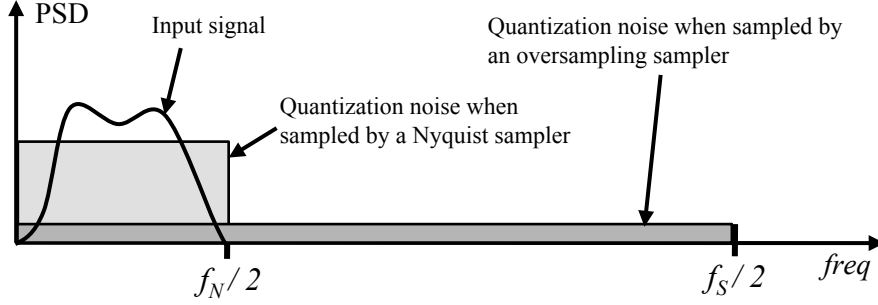 PSD
Input signal
Quantization noise when sampled by
an oversampling sampler
Quantization noise when
sampled by a Nyquist sampler
f_N / 2
f_S / 2
freq